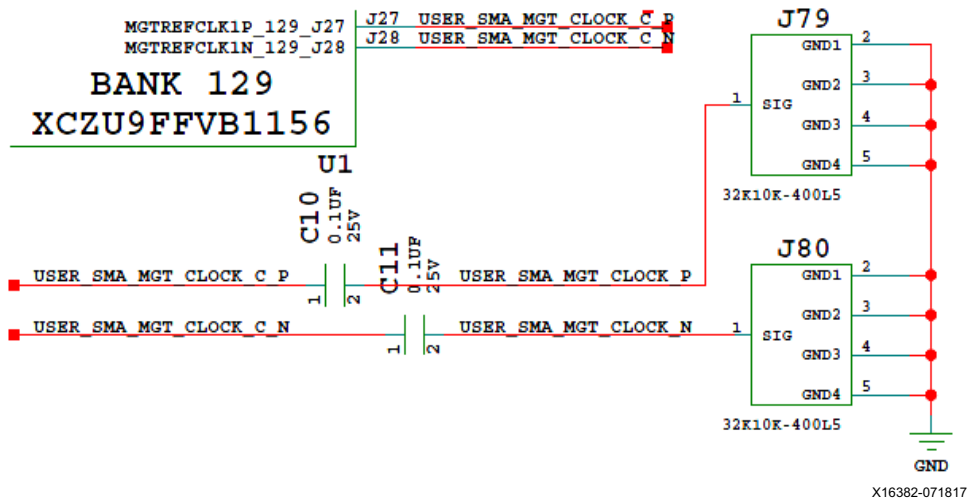 MGTREFCLK1P_129_J27
J27 USER_SMA_MGT_CLOCK_C_P
MGTREFCLK1N_129_J28
J28 USER_SMA_MGT_CLOCK_C_N
BANK 129
XCZU9FFVB1156
U1
J79
1 SIG
GND1 2
GND2 3
GND3 4
GND4 5
32K10K-400L5
C10
0.1UF
25V
USER_SMA_MGT_CLOCK_C_P
1 2
USER_SMA_MGT_CLOCK_P
C11
0.1UF
25V
USER_SMA_MGT_CLOCK_C_N
1 2
USER_SMA_MGT_CLOCK_N
J80
1 SIG
GND1 2
GND2 3
GND3 4
GND4 5
32K10K-400L5
GND
X16382-071817